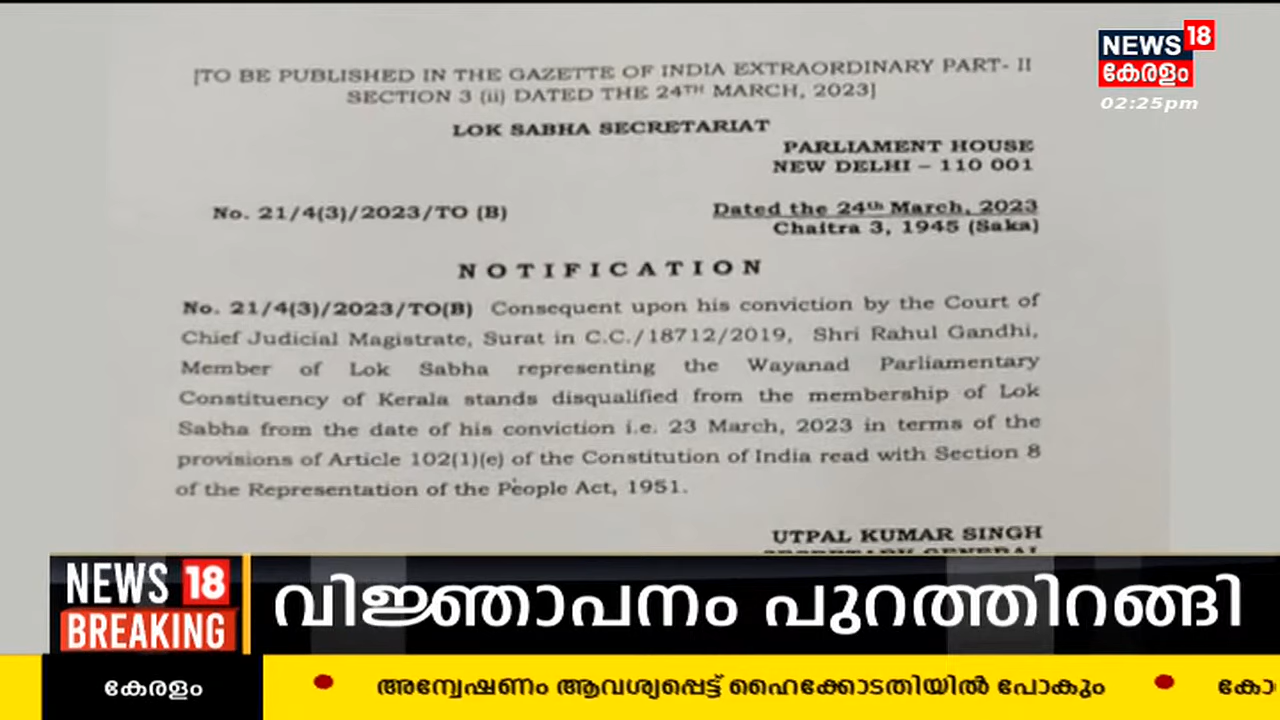 NEWS 18
കേരളം
02:25pm
[TO BE PUBLISHED IN THE GAZETTE OF INDIA EXTRAORDINARY PART- II
SECTION 3 (ii) DATED THE 24TH MARCH, 2023]
LOK SABHA SECRETARIAT
PARLIAMENT HOUSE
NEW DELHI – 110 001
No. 21/4(3)/2023/TO (B)
Dated the 24th March, 2023
Chaitra 3, 1945 (Saka)
NOTIFICATION
No. 21/4(3)/2023/TO(B) Consequent upon his conviction by the Court of
Chief Judicial Magistrate, Surat in C.C./18712/2019, Shri Rahul Gandhi,
Member of Lok Sabha representing the Wayanad Parliamentary
Constituency of Kerala stands disqualified from the membership of Lok
Sabha from the date of his conviction i.e. 23 March, 2023 in terms of the
provisions of Article 102(1)(e) of the Constitution of India read with Section 8
of the Representation of the People Act, 1951.
UTPAL KUMAR SINGH
SECRETARY GENERAL
NEWS 18
BREAKING
വിജ്ഞാപനം പുറത്തിറങ്ങി
കേരളം
അന്വേഷണം ആവശ്യപ്പെട്ട് ഹൈക്കോടതിയിൽ പോകും